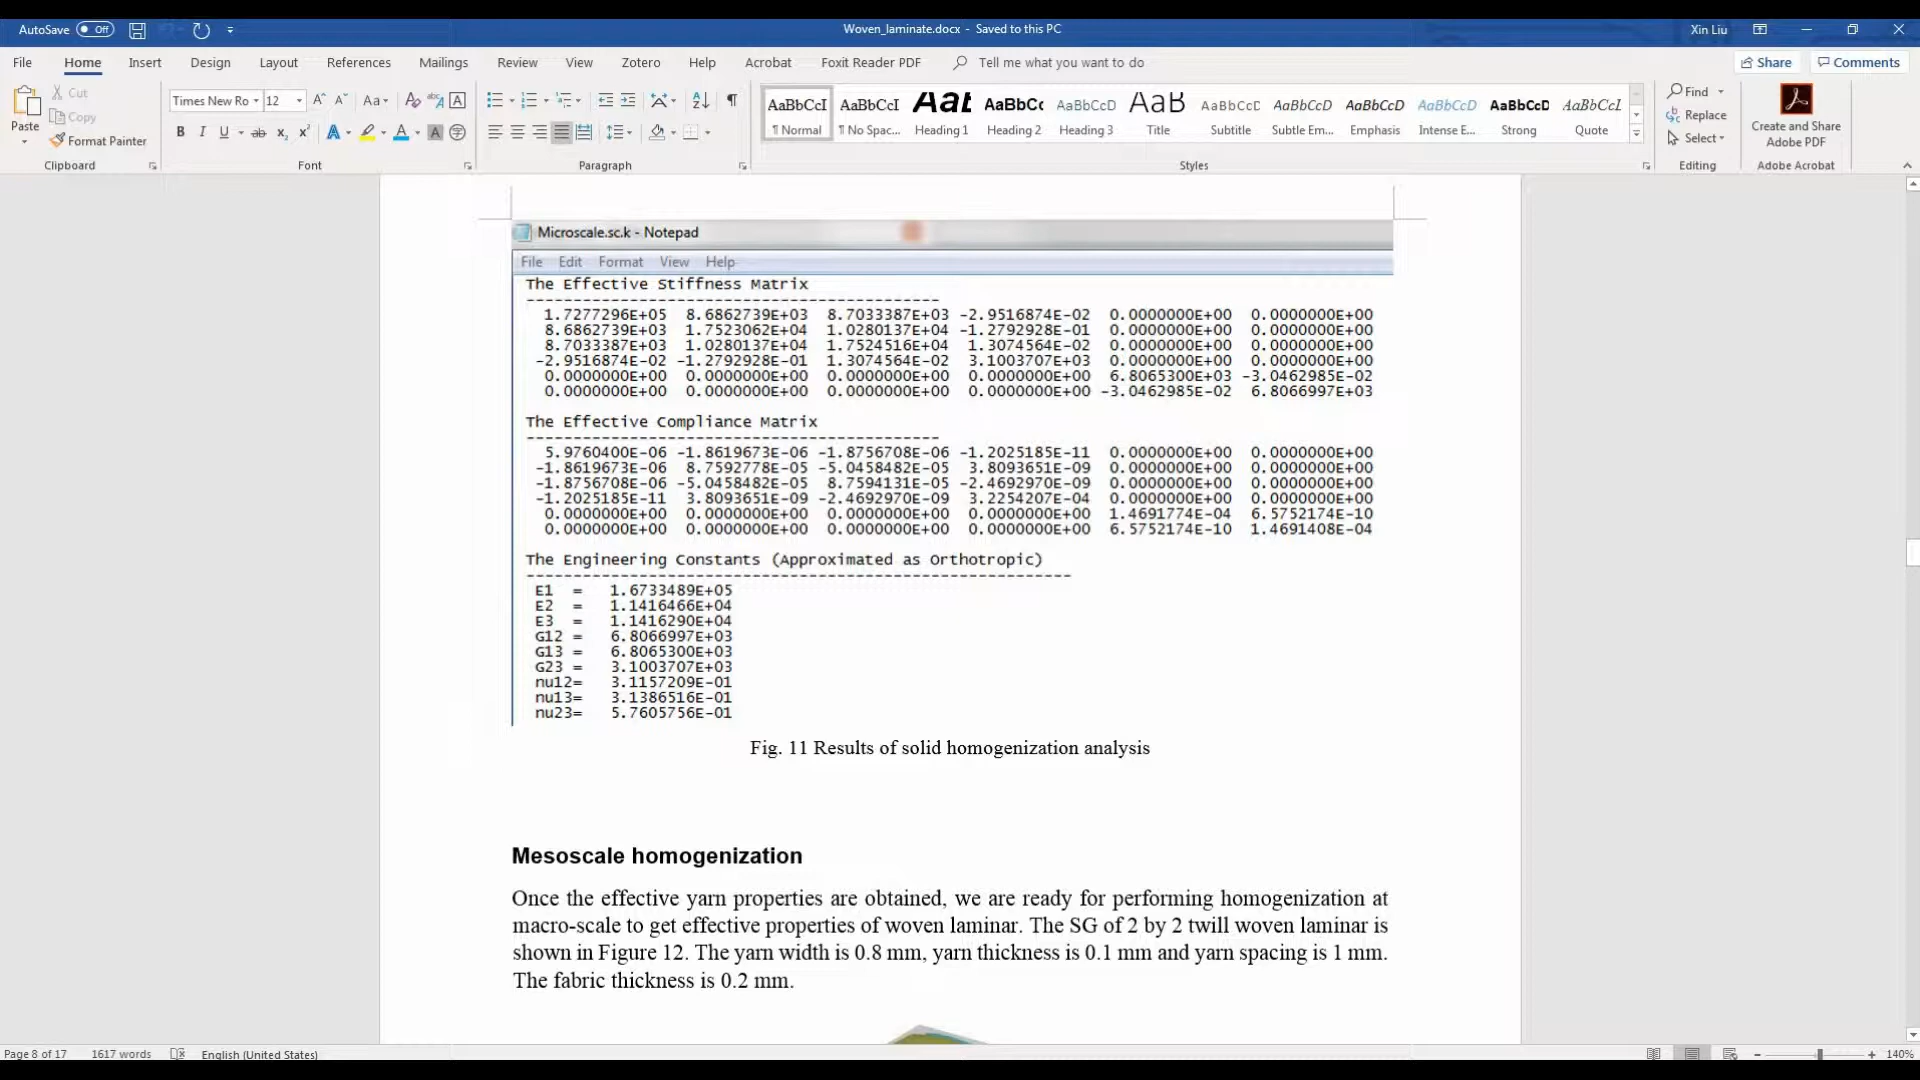 AutoSave Off
Woven_laminate.docx - Saved to this PC
Xin Liu
File Home Insert Design Layout References Mailings Review View Zotero Help Acrobat Foxit Reader PDF Tell me what you want to do Share Comments
Paste
Cut
Copy
Format Painter
Clipboard
Times New Ro 12
Font
Paragraph
AaBbCcI AaBbCcI AaB AaBbCc AaBbCcD AaB AaBbCcD AaBbCcD AaBbCcD AaBbCcD AaBbCcD AaBbCcL
¶ Normal ¶ No Spac... Heading 1 Heading 2 Heading 3 Title Subtitle Subtle Em... Emphasis Intense E... Strong Quote
Styles
Find
Replace
Select
Editing
Create and Share
Adobe PDF
Adobe Acrobat
Microscale.sc.k - Notepad
File Edit Format View Help
The Effective Stiffness Matrix
1.7277296E+05 8.6862739E+03 8.7033387E+03 -2.9516874E-02 0.0000000E+00 0.0000000E+00
8.6862739E+03 1.7523062E+04 1.0280137E+04 -1.2792928E-01 0.0000000E+00 0.0000000E+00
8.7033387E+03 1.0280137E+04 1.7524516E+04 1.3074564E-02 0.0000000E+00 0.0000000E+00
-2.9516874E-02 -1.2792928E-01 1.3074564E-02 3.1003707E+03 0.0000000E+00 0.0000000E+00
0.0000000E+00 0.0000000E+00 0.0000000E+00 0.0000000E+00 6.8065300E+03 -3.0462985E-02
0.0000000E+00 0.0000000E+00 0.0000000E+00 0.0000000E+00 -3.0462985E-02 6.8066997E+03
The Effective Compliance Matrix
5.9760400E-06 -1.8619673E-06 -1.8756708E-06 -1.2025185E-11 0.0000000E+00 0.0000000E+00
-1.8619673E-06 8.7592778E-05 -5.0458482E-05 3.8093651E-09 0.0000000E+00 0.0000000E+00
-1.8756708E-06 -5.0458482E-05 8.7594131E-05 -2.4692970E-09 0.0000000E+00 0.0000000E+00
-1.2025185E-11 3.8093651E-09 -2.4692970E-09 3.2254207E-04 0.0000000E+00 0.0000000E+00
0.0000000E+00 0.0000000E+00 0.0000000E+00 0.0000000E+00 1.4691774E-04 6.5752174E-10
0.0000000E+00 0.0000000E+00 0.0000000E+00 0.0000000E+00 6.5752174E-10 1.4691408E-04
The Engineering Constants (Approximated as Orthotropic)
E1 = 1.6733489E+05
E2 = 1.1416466E+04
E3 = 1.1416290E+04
G12 = 6.8066997E+03
G13 = 6.8065300E+03
G23 = 3.1003707E+03
nu12= 3.1157209E-01
nu13= 3.1386516E-01
nu23= 5.7605756E-01
Fig. 11 Results of solid homogenization analysis
Mesoscale homogenization
Once the effective yarn properties are obtained, we are ready for performing homogenization at
macro-scale to get effective properties of woven laminar. The SG of 2 by 2 twill woven laminar is
shown in Figure 12. The yarn width is 0.8 mm, yarn thickness is 0.1 mm and yarn spacing is 1 mm.
The fabric thickness is 0.2 mm.
Page 8 of 17 1617 words English (United States) 140%